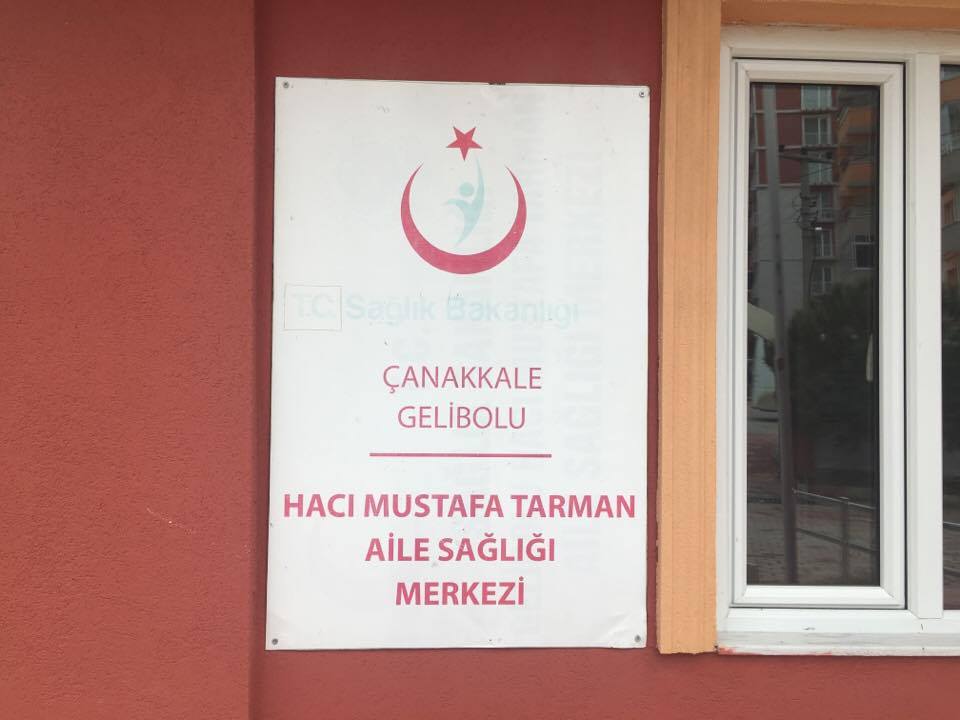 T.C. Sağlık Bakanlığı
ÇANAKKALE
GELİBOLU
HACI MUSTAFA TARMAN
AİLE SAĞLIĞI
MERKEZİ